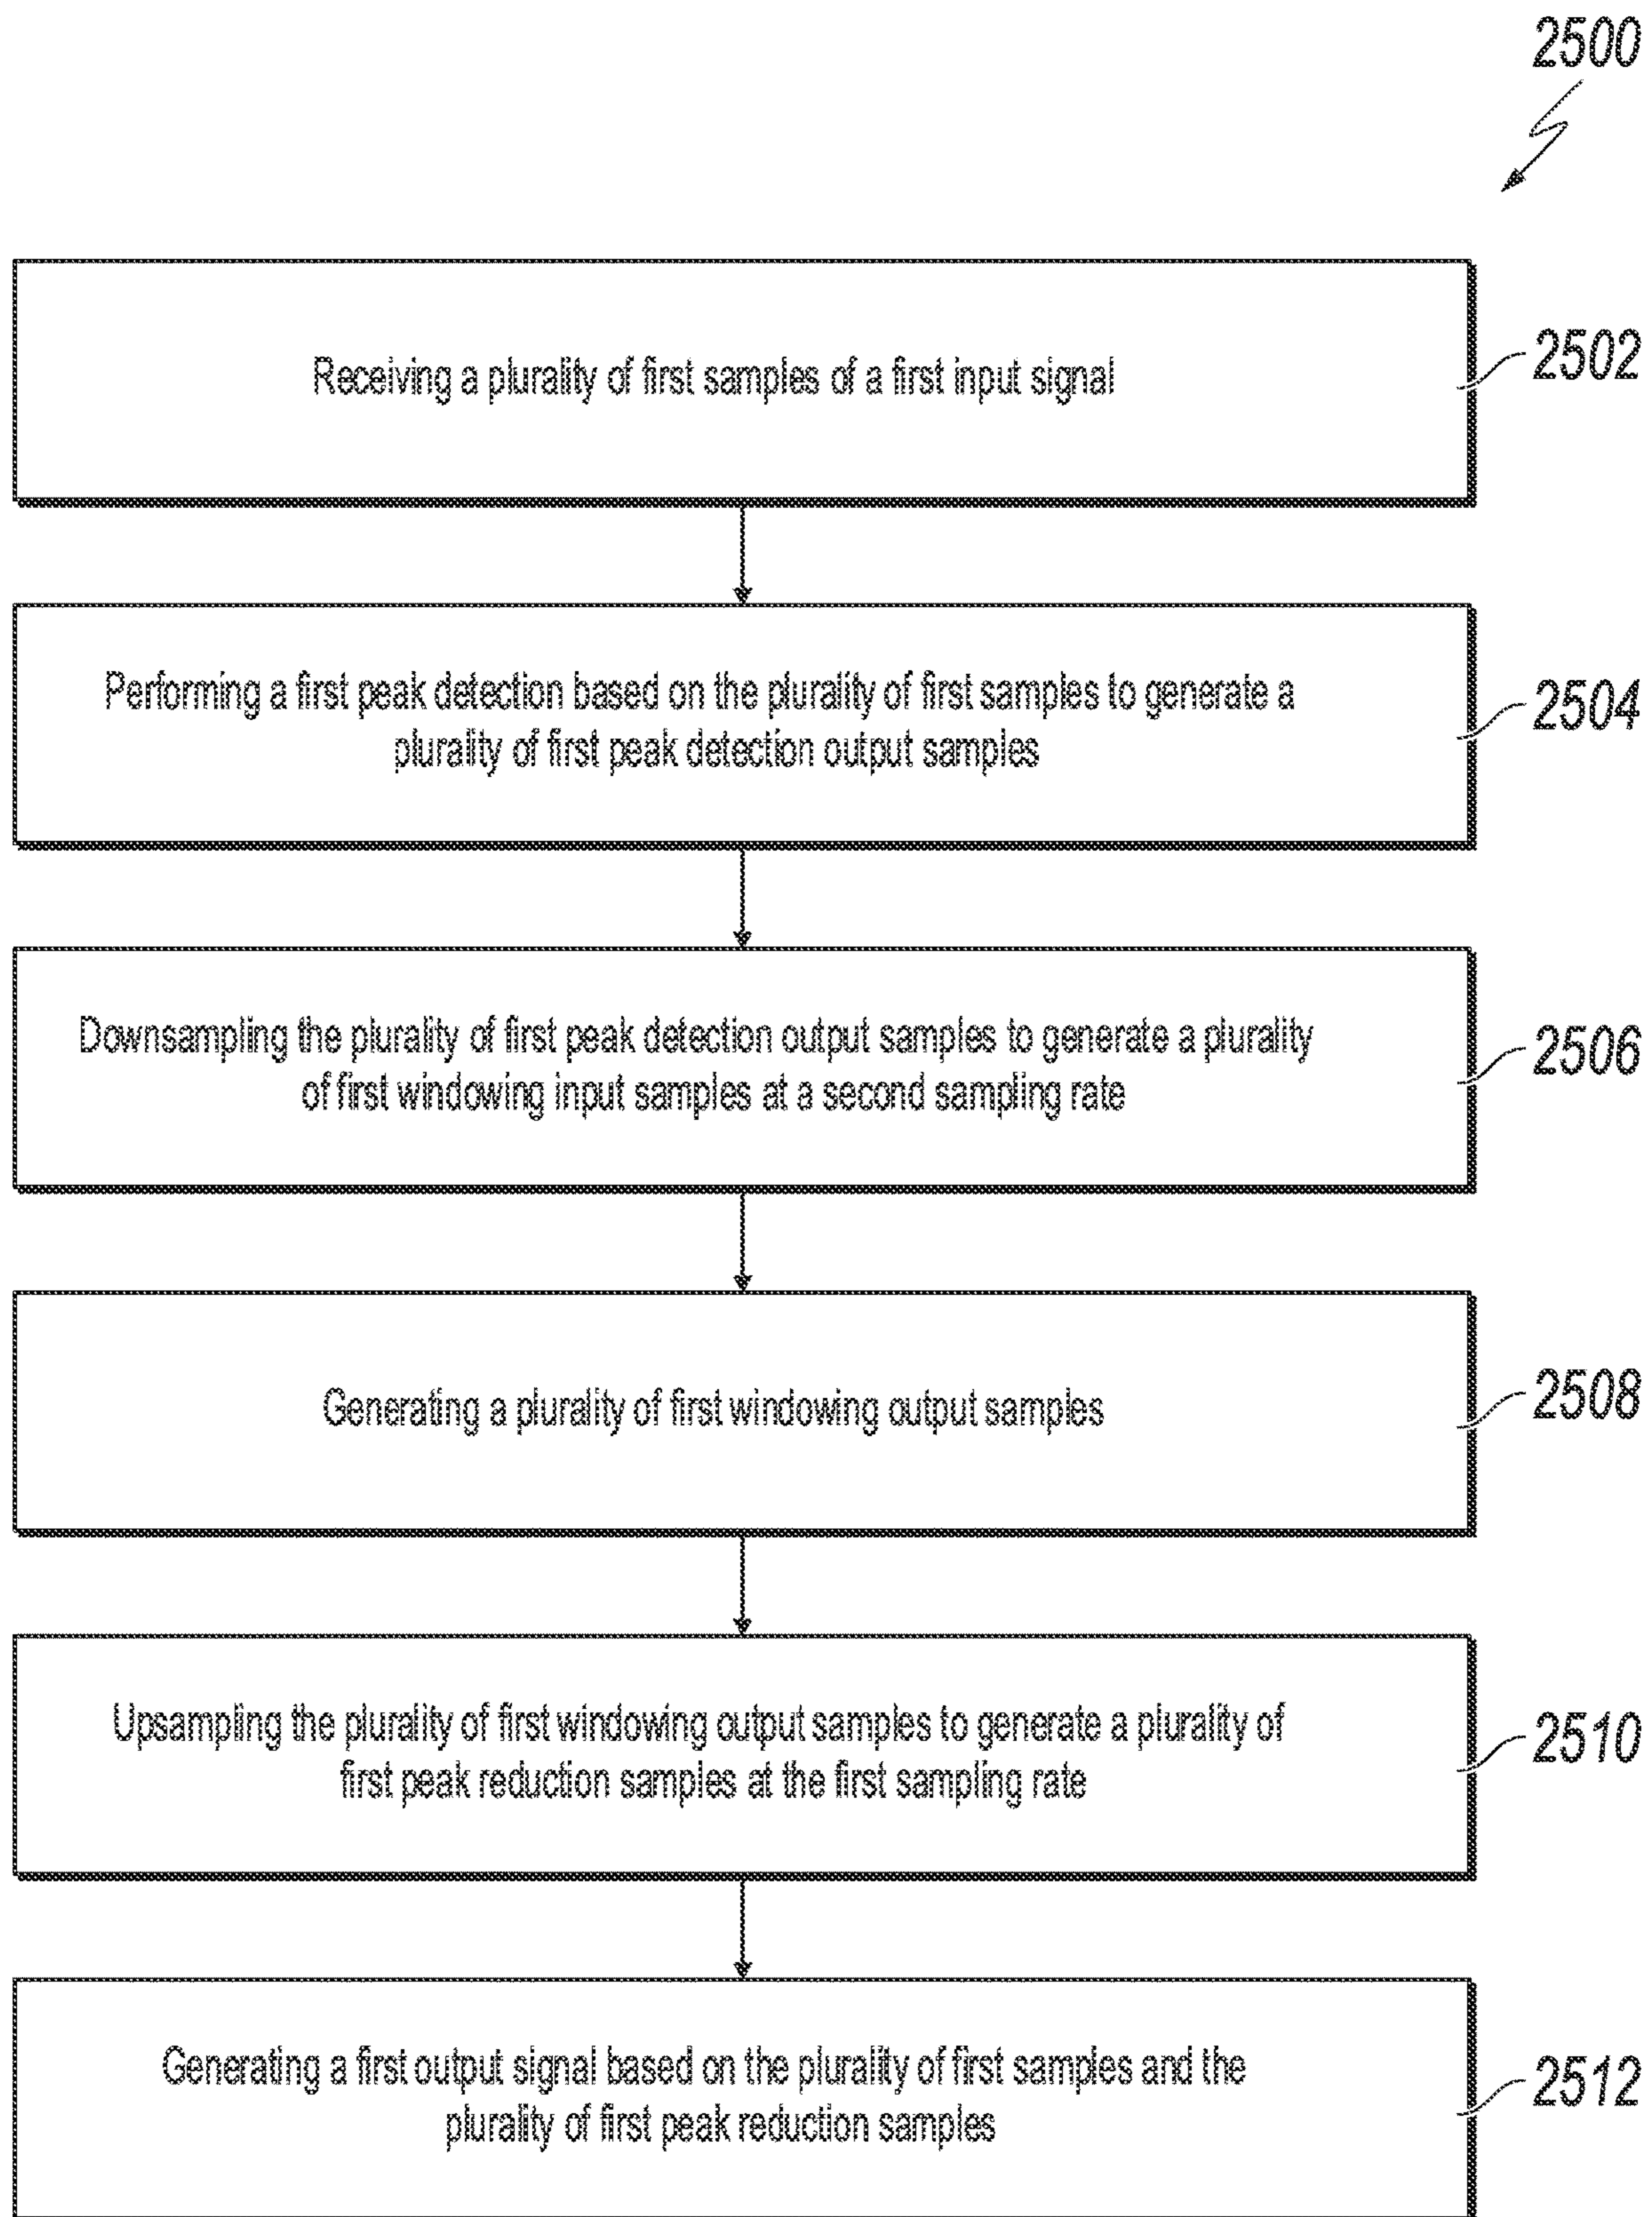 2500
Receiving a plurality of first samples of a first input signal
2502
Performing a first peak detection based on the plurality of first samples to generate a
plurality of first peak detection output samples
2504
Downsampling the plurality of first peak detection output samples to generate a plurality
of first windowing input samples at a second sampling rate
2506
Generating a plurality of first windowing output samples
2508
Upsampling the plurality of first windowing output samples to generate a plurality of
first peak reduction samples at the first sampling rate
2510
Generating a first output signal based on the plurality of first samples and the
plurality of first peak reduction samples
2512